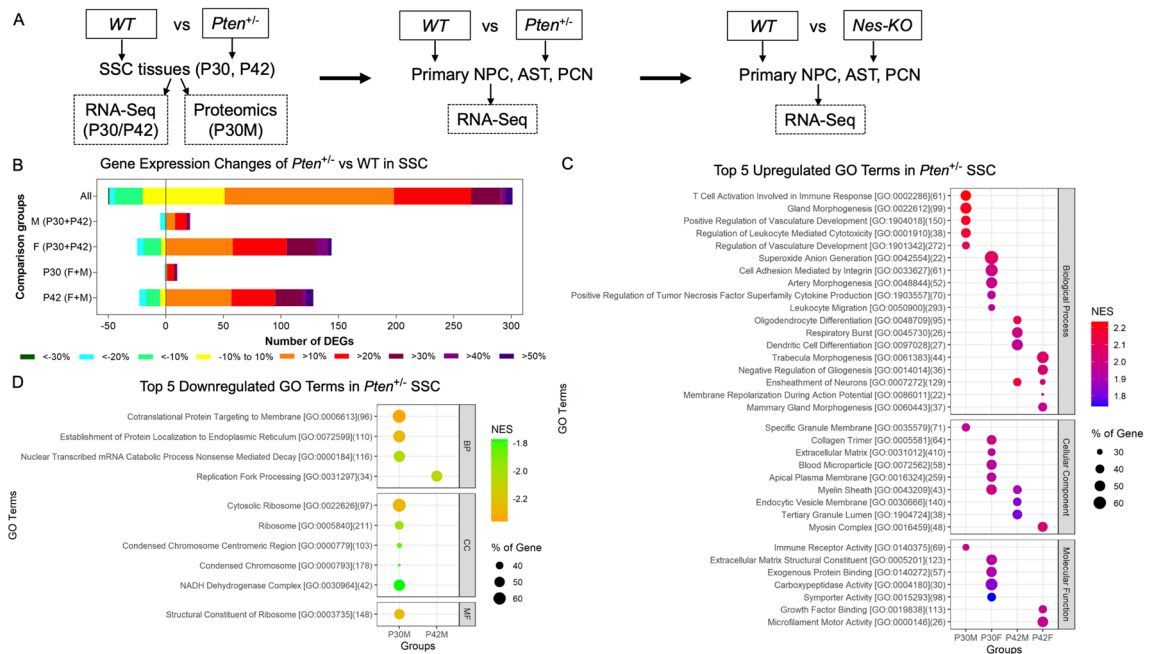 A
WT vs Pten+/-
SSC tissues (P30, P42)
RNA-Seq
(P30/P42)
Proteomics
(P30M)
WT vs Pten+/-
Primary NPC, AST, PCN
RNA-Seq
WT vs Nes-KO
Primary NPC, AST, PCN
RNA-Seq
B
Gene Expression Changes of Pten+/- vs WT in SSC
Comparison groups
All
M (P30+P42)
F (P30+P42)
P30 (F+M)
P42 (F+M)
-50 0 50 100 150 200 250 300
Number of DEGs
<-30% <-20% <-10% -10% to 10% >10% >20% >30% >40% >50%
C
Top 5 Upregulated GO Terms in Pten+/- SSC
GO Terms
T Cell Activation Involved in Immune Response [GO:0002286](61)
Gland Morphogenesis [GO:0022612](99)
Positive Regulation of Vasculature Development [GO:1904018](150)
Regulation of Leukocyte Mediated Cytotoxicity [GO:0001910](38)
Regulation of Vasculature Development [GO:1901342](272)
Superoxide Anion Generation [GO:0042554](22)
Cell Adhesion Mediated by Integrin [GO:0033627](61)
Artery Morphogenesis [GO:0048844](52)
Positive Regulation of Tumor Necrosis Factor Superfamily Cytokine Production [GO:1903557](70)
Leukocyte Migration [GO:0050900](293)
Oligodendrocyte Differentiation [GO:0048709](95)
Respiratory Burst [GO:0045730](26)
Dendritic Cell Differentiation [GO:0097028](27)
Trabecula Morphogenesis [GO:0061383](44)
Negative Regulation of Gliogenesis [GO:0014014](36)
Ensheathment of Neurons [GO:0007272](129)
Membrane Repolarization During Action Potential [GO:0086011](22)
Mammary Gland Morphogenesis [GO:0060443](37)
Biological Process
Specific Granule Membrane [GO:0035579](71)
Collagen Trimer [GO:0005581](64)
Extracellular Matrix [GO:0031012](410)
Blood Microparticle [GO:0072562](58)
Apical Plasma Membrane [GO:0016324](259)
Myelin Sheath [GO:0043209](43)
Endocytic Vesicle Membrane [GO:0030666](140)
Tertiary Granule Lumen [GO:1904724](38)
Myosin Complex [GO:0016459](48)
Cellular Component
Immune Receptor Activity [GO:0140375](69)
Extracellular Matrix Structural Constituent [GO:0005201](123)
Exogenous Protein Binding [GO:0140272](57)
Carboxypeptidase Activity [GO:0004180](30)
Symporter Activity [GO:0015293](98)
Growth Factor Binding [GO:0019838](113)
Microfilament Motor Activity [GO:0000146](26)
Molecular Function
P30M P30F P42M P42F
Groups
NES
2.2
2.1
2.0
1.9
1.8
% of Gene
30
40
50
60
D
Top 5 Downregulated GO Terms in Pten+/- SSC
GO Terms
Cotranslational Protein Targeting to Membrane [GO:0006613](96)
Establishment of Protein Localization to Endoplasmic Reticulum [GO:0072599](110)
Nuclear Transcribed mRNA Catabolic Process Nonsense Mediated Decay [GO:0000184](116)
Replication Fork Processing [GO:0031297](34)
BP
Cytosolic Ribosome [GO:0022626](97)
Ribosome [GO:0005840](211)
Condensed Chromosome Centromeric Region [GO:0000779](103)
Condensed Chromosome [GO:0000793](178)
NADH Dehydrogenase Complex [GO:0030964](42)
CC
Structural Constituent of Ribosome [GO:0003735](148)
MF
P30M P42M
Groups
NES
-1.8
-2.0
-2.2
% of Gene
40
50
60